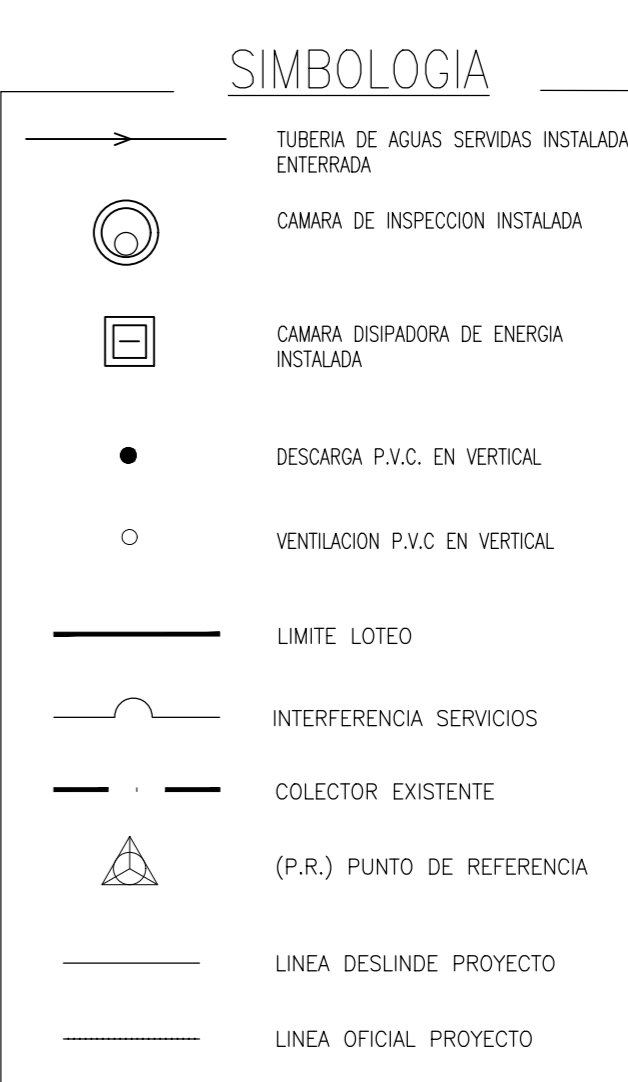 SIMBOLOGIA
TUBERIA DE AGUAS SERVIDAS INSTALADA
ENTERRADA
CAMARA DE INSPECCION INSTALADA
CAMARA DISIPADORA DE ENERGIA
INSTALADA
DESCARGA P.V.C. EN VERTICAL
VENTILACION P.V.C EN VERTICAL
LIMITE LOTEO
INTERFERENCIA SERVICIOS
COLECTOR EXISTENTE
(P.R.) PUNTO DE REFERENCIA
LINEA DESLINDE PROYECTO
LINEA OFICIAL PROYECTO